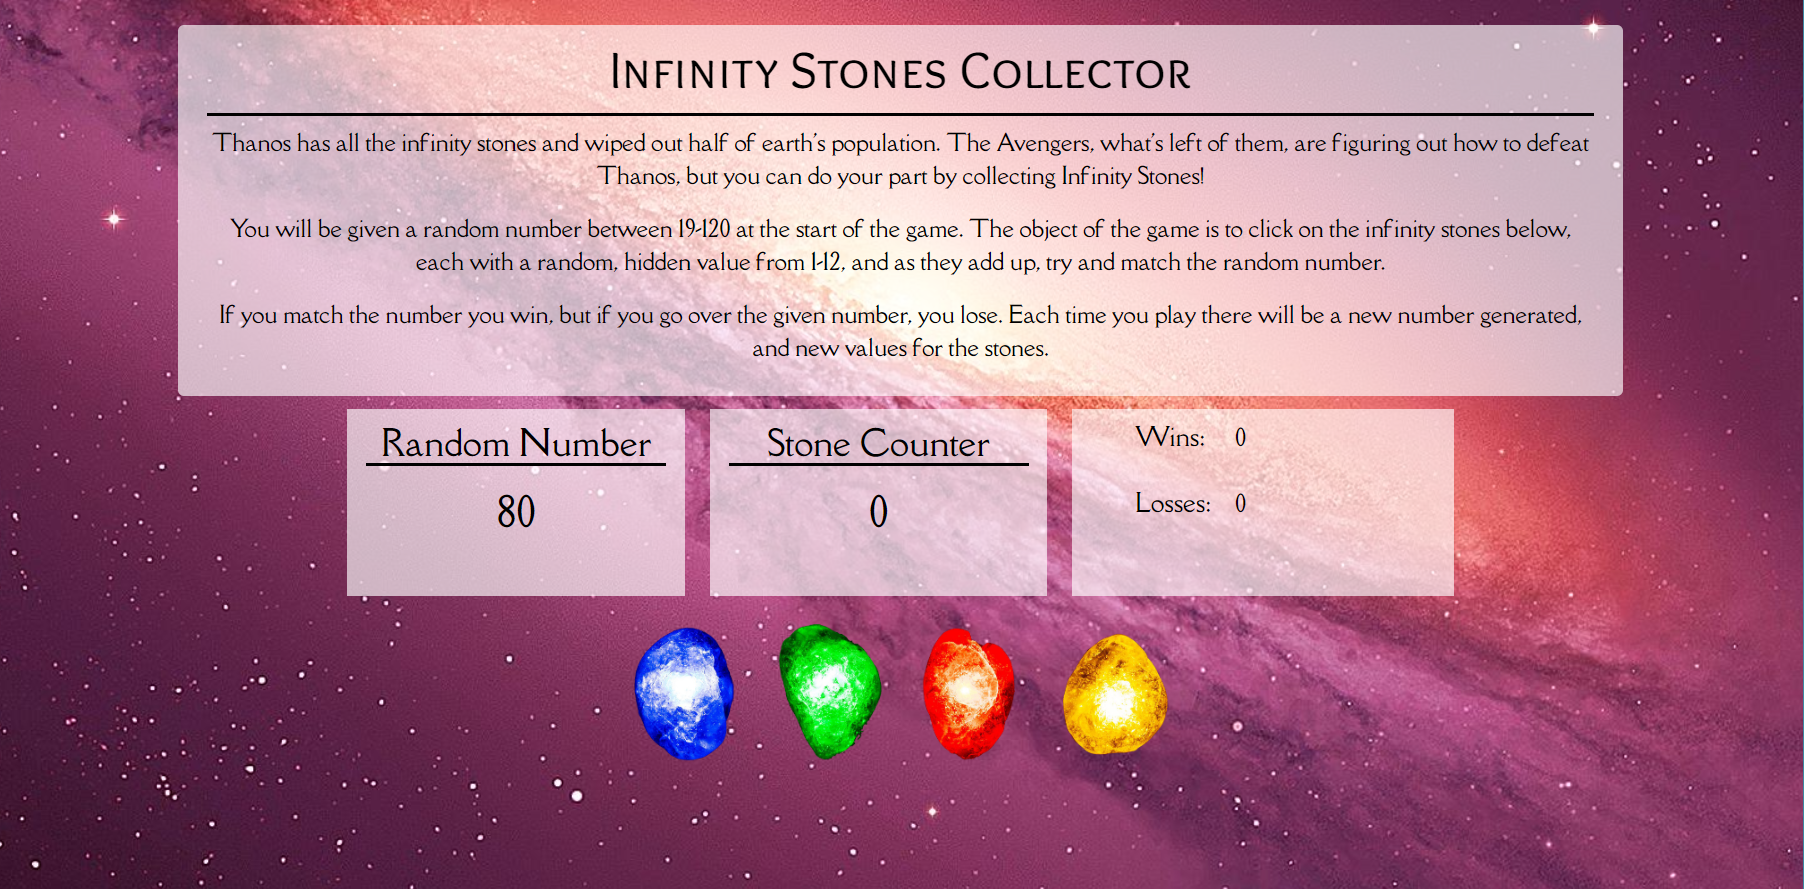 Infinity Stones Collector
Thanos has all the infinity stones and wiped out half of earth's population. The Avengers, what's left of them, are figuring out how to defeat
Thanos, but you can do your part by collecting Infinity Stones!
You will be given a random number between 19-120 at the start of the game. The object of the game is to click on the infinity stones below,
each with a random, hidden value from 1-12, and as they add up, try and match the random number.
If you match the number you win, but if you go over the given number, you lose. Each time you play there will be a new number generated,
and new values for the stones.
Random Number
80
Stone Counter
0
Wins: 0
Losses: 0